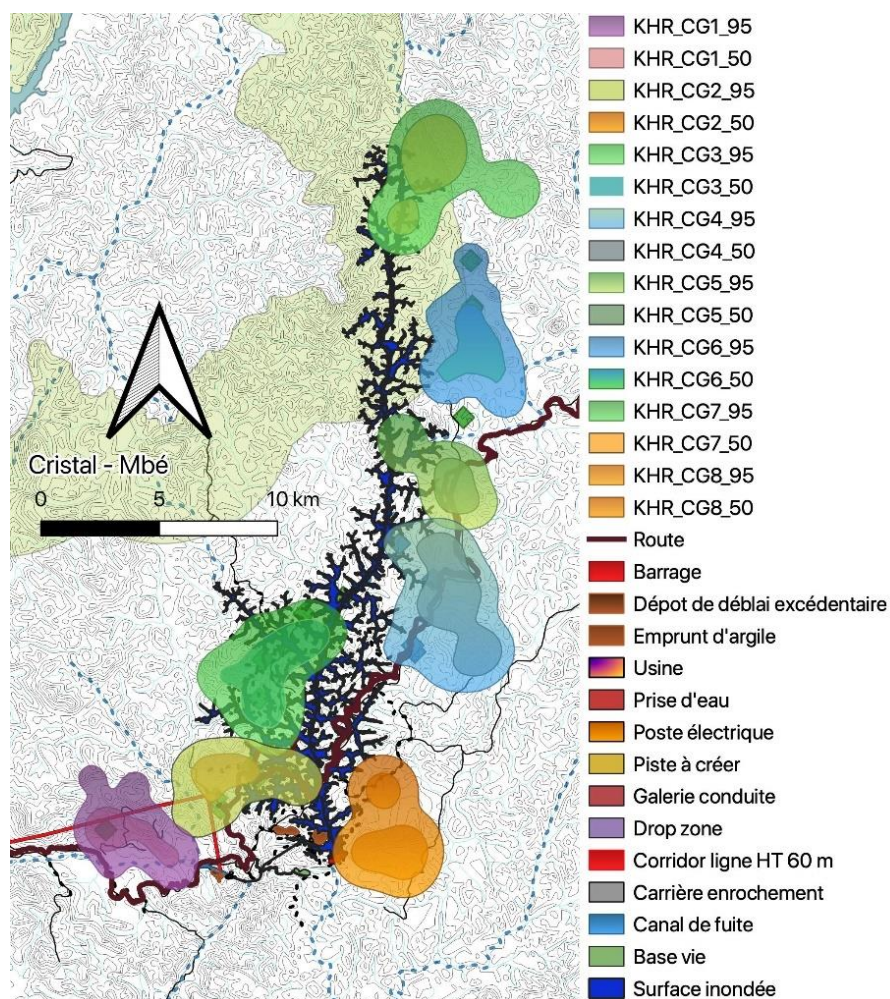 Cristal - Mbé
0 5 10 km
KHR_CG1_95
KHR_CG1_50
KHR_CG2_95
KHR_CG2_50
KHR_CG3_95
KHR_CG3_50
KHR_CG4_95
KHR_CG4_50
KHR_CG5_95
KHR_CG5_50
KHR_CG6_95
KHR_CG6_50
KHR_CG7_95
KHR_CG7_50
KHR_CG8_95
KHR_CG8_50
Route
Barrage
Dépot de déblai excédentaire
Emprunt d'argile
Usine
Prise d'eau
Poste électrique
Piste à créer
Galerie conduite
Drop zone
Corridor ligne HT 60 m
Carrière enrochement
Canal de fuite
Base vie
Surface inondée